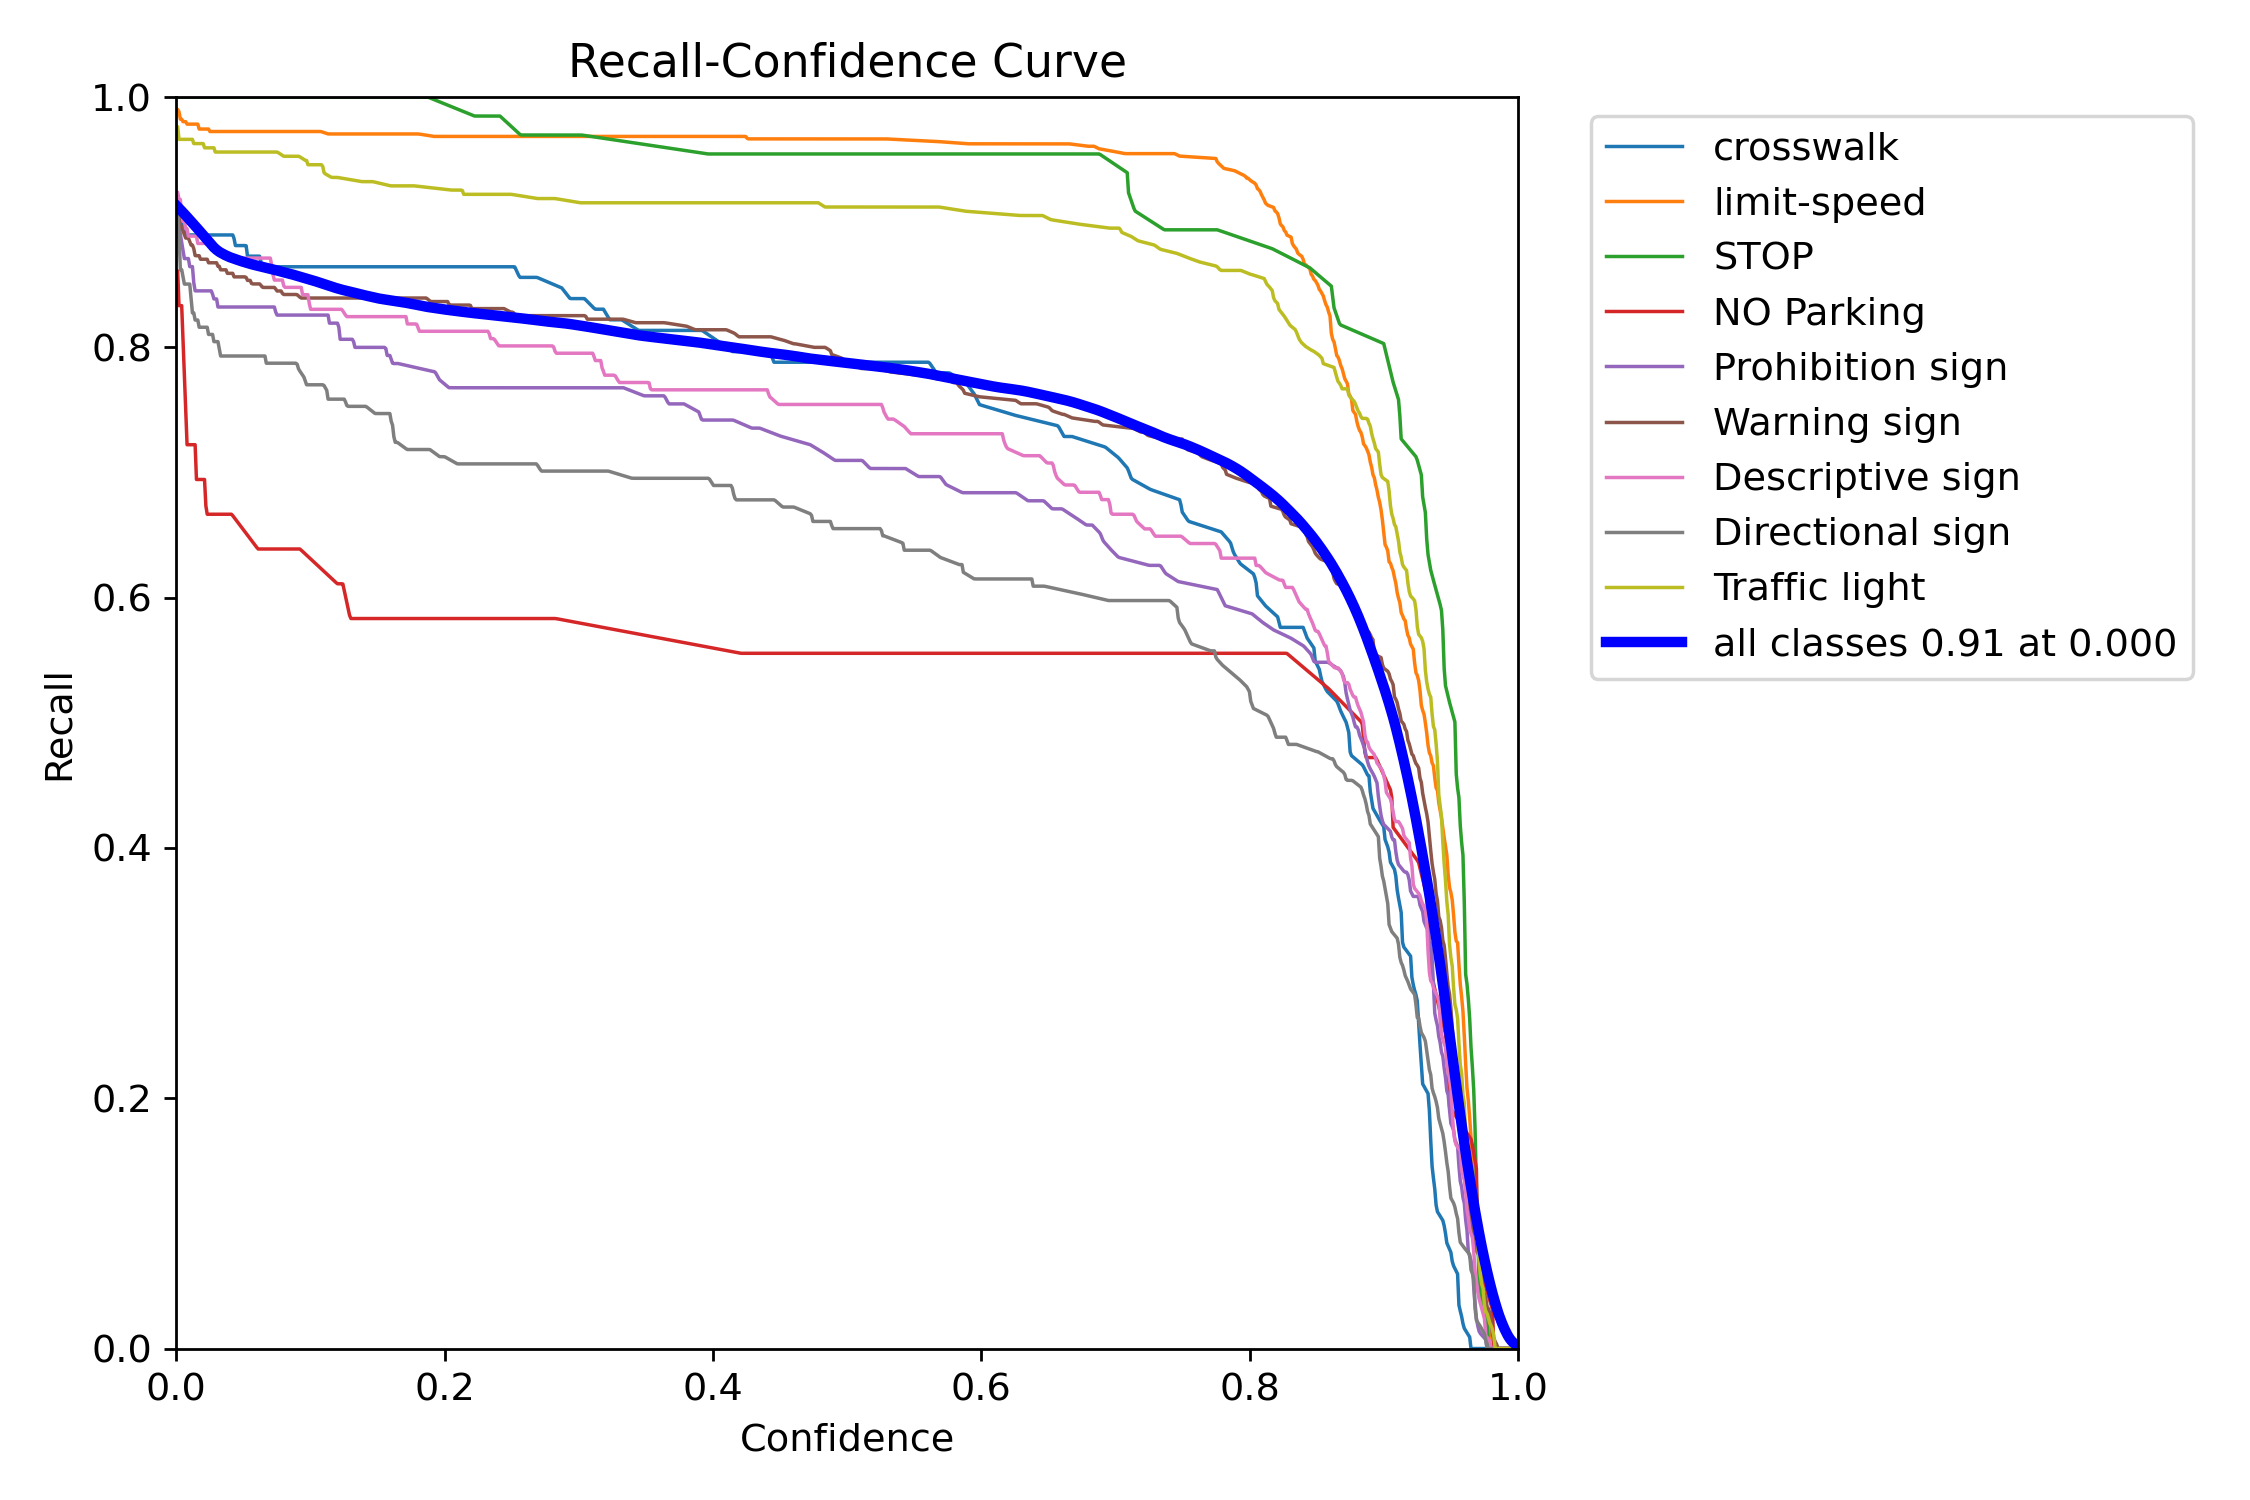 Recall-Confidence Curve
1.0
0.8
0.6
0.4
0.2
0.0
Recall
0.0 0.2 0.4 0.6 0.8 1.0
Confidence
crosswalk
limit-speed
STOP
NO Parking
Prohibition sign
Warning sign
Descriptive sign
Directional sign
Traffic light
all classes 0.91 at 0.000